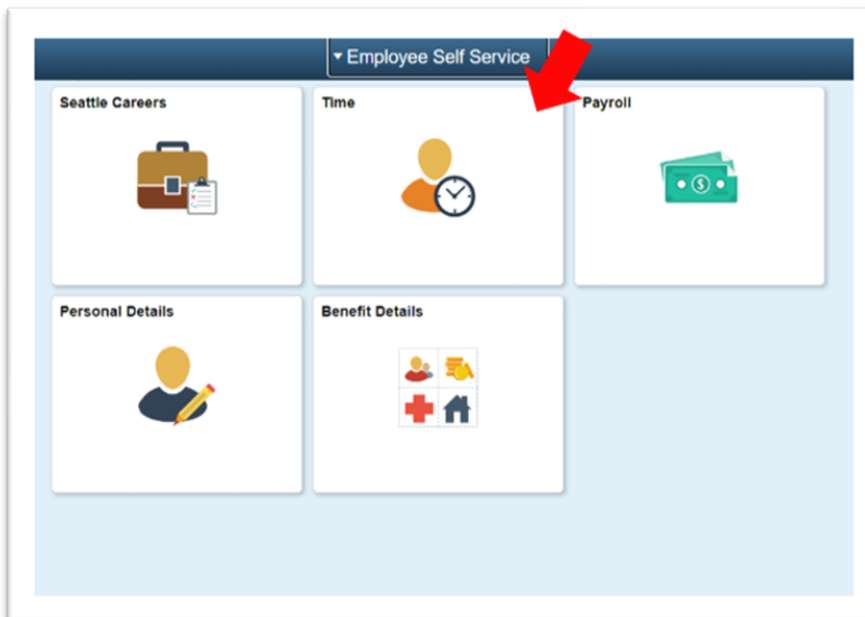 Employee Self Service
Seattle Careers
Time
Payroll
$
Personal Details
Benefit Details